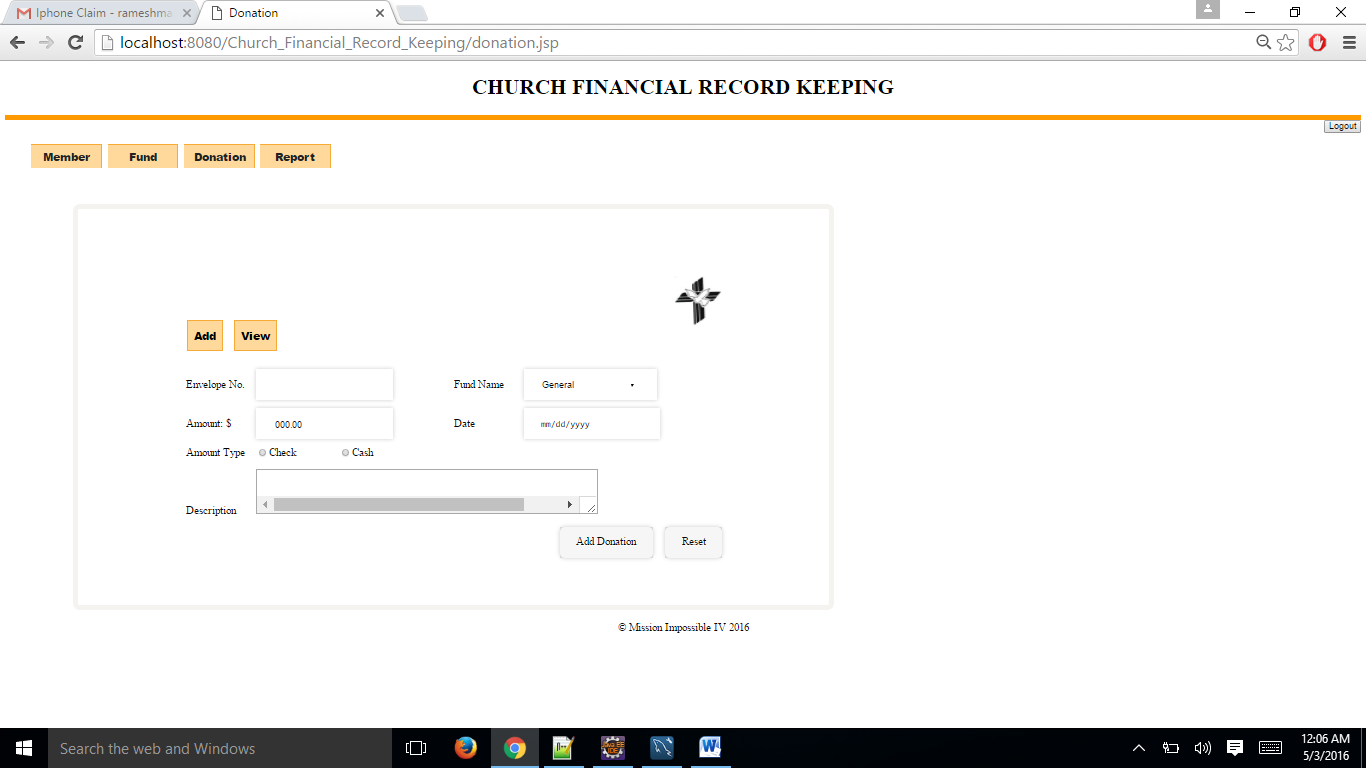 Iphone Claim - rameshma
Donation
localhost:8080/Church_Financial_Record_Keeping/donation.jsp
CHURCH FINANCIAL RECORD KEEPING
Logout
Member Fund Donation Report
Add View
Envelope No. Fund Name General
Amount: $ 000.00 Date mm/dd/yyyy
Amount Type Check Cash
Description
Add Donation Reset
© Mission Impossible IV 2016
Search the web and Windows
12:06 AM
5/3/2016